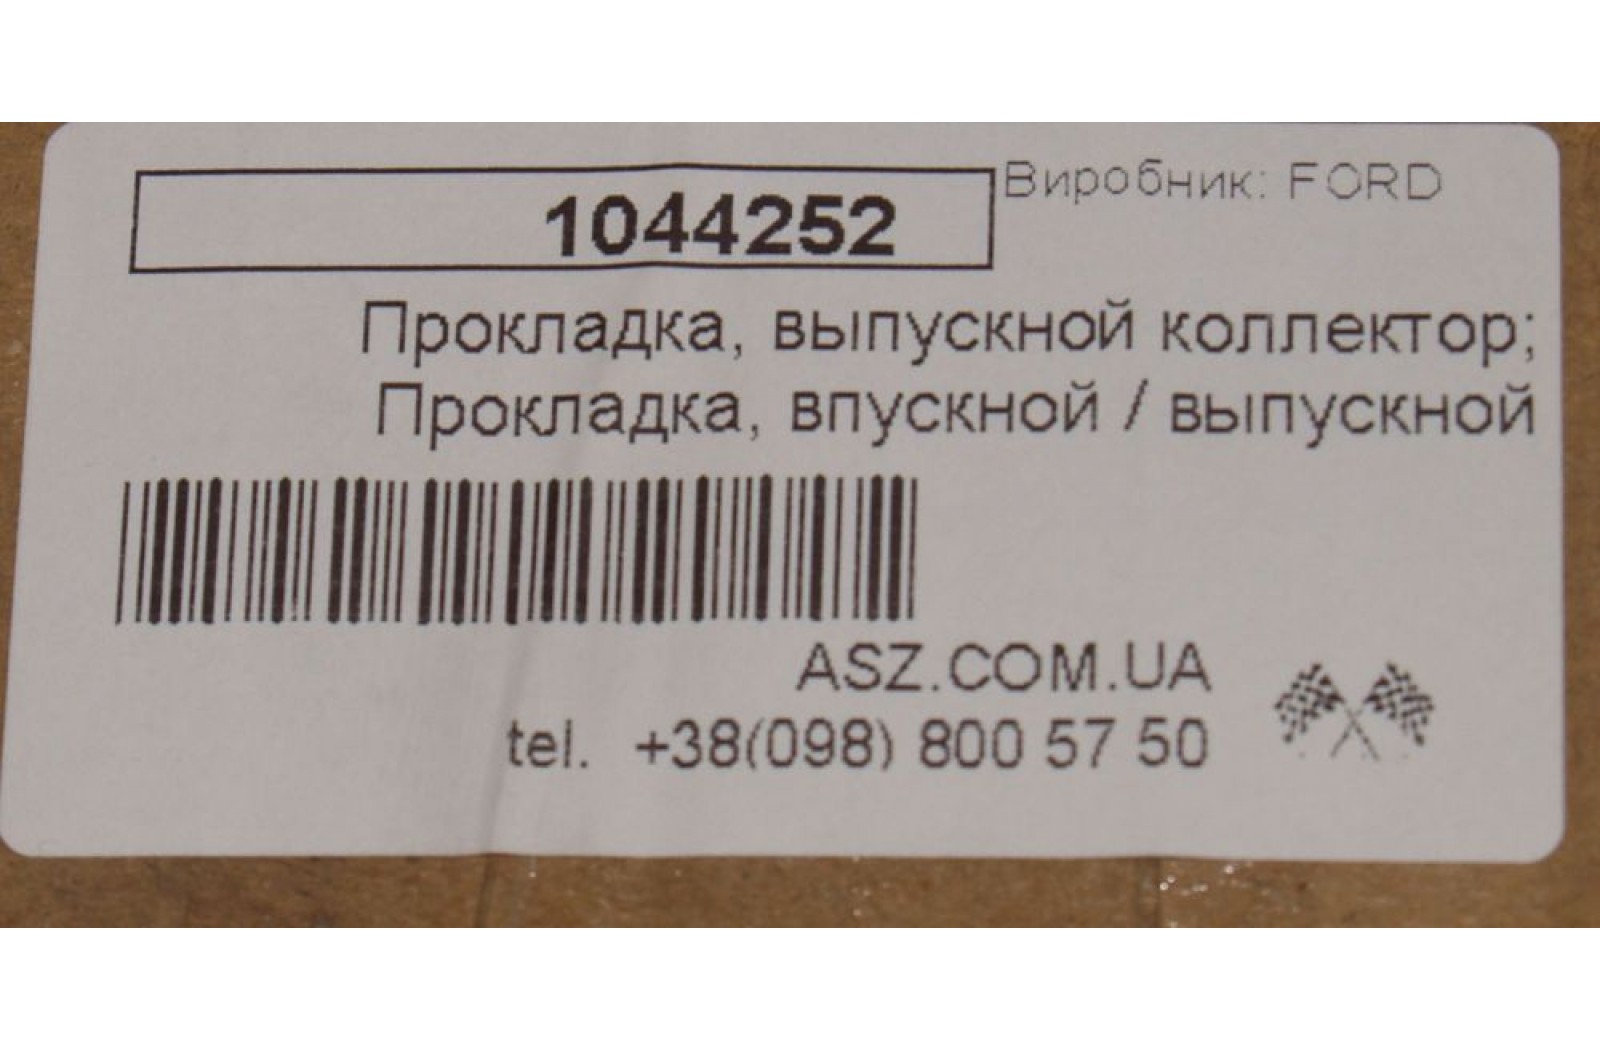 1044252
Виробник: FORD
Прокладка, выпускной коллектор;
Прокладка, впускной / выпускной
ASZ.COM.UA
tel. +38(098) 800 57 50